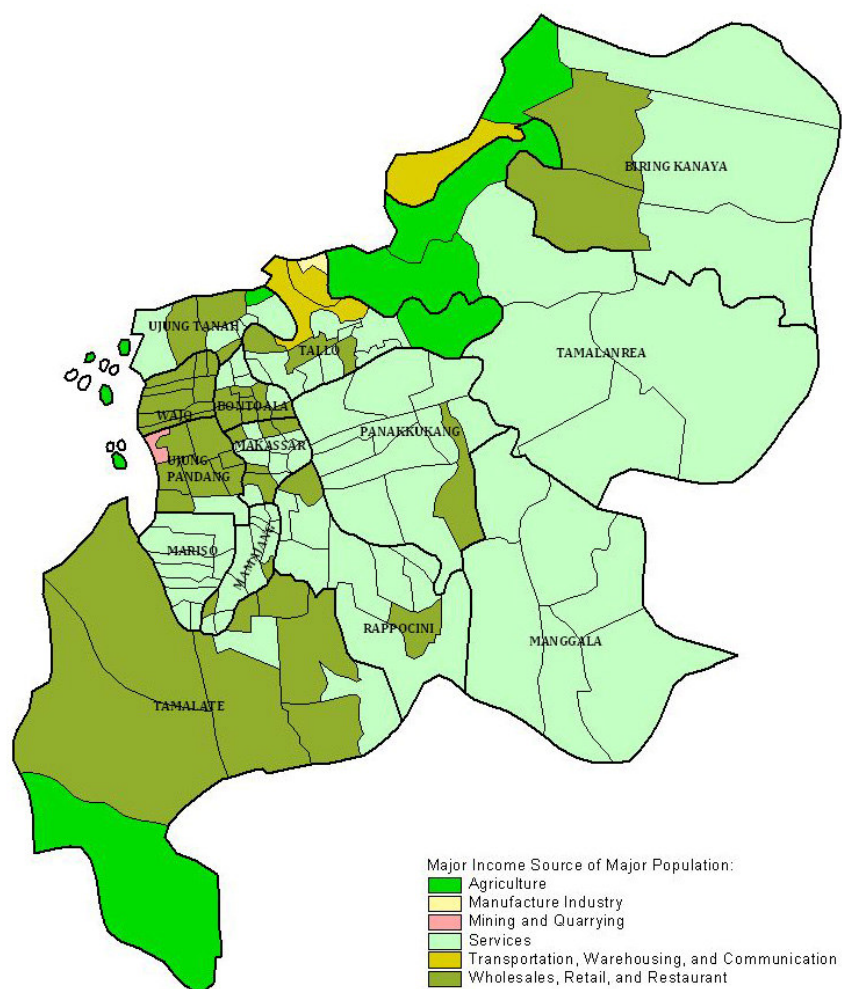 BIRING KANAYA
UJUNG TANAH
TALLO
TAMALANREA
WAJO
BONTOALA
PANAKKUKANG
MAKASSAR
UJUNG
PANDANG
MARISO
MAMAJANG
RAPPOCINI
MANGGALA
TAMALATE
Major Income Source of Major Population:
Agriculture
Manufacture Industry
Mining and Quarrying
Services
Transportation, Warehousing, and Communication
Wholesales, Retail, and Restaurant